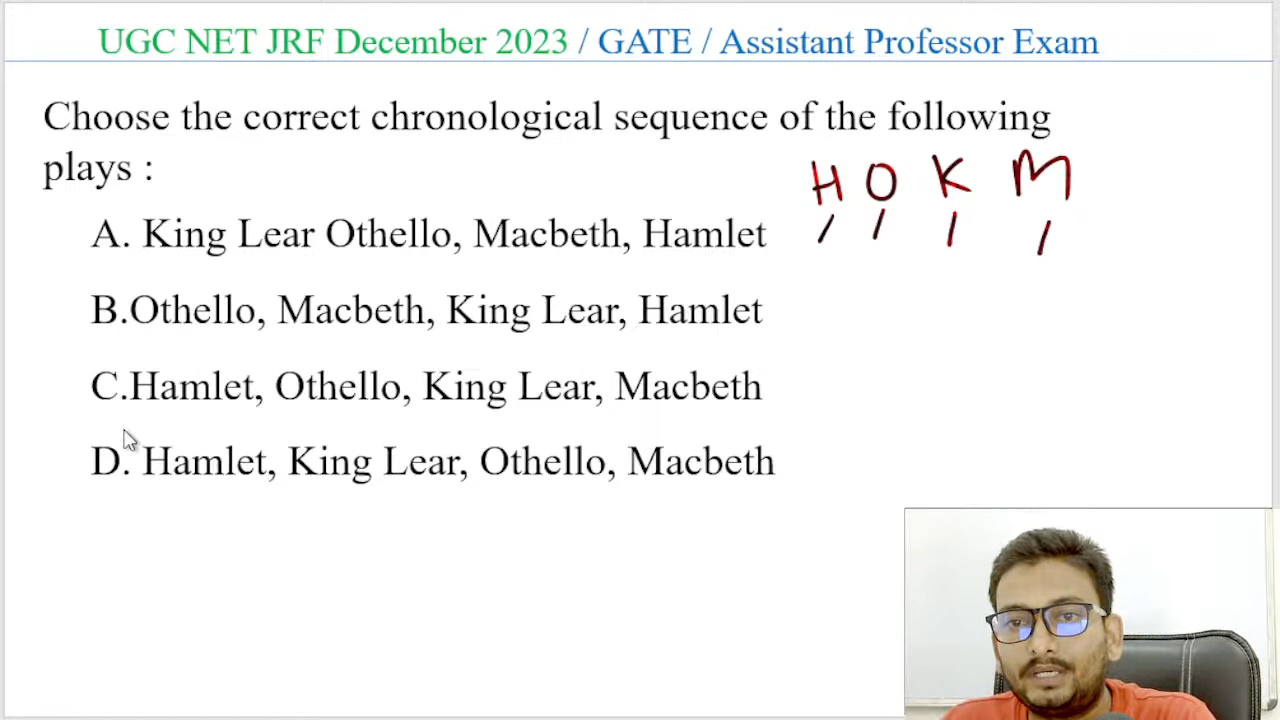 UGC NET JRF December 2023 / GATE / Assistant Professor Exam
Choose the correct chronological sequence of the following
plays :
H O K M
A. King Lear Othello, Macbeth, Hamlet
B.Othello, Macbeth, King Lear, Hamlet
C.Hamlet, Othello, King Lear, Macbeth
D. Hamlet, King Lear, Othello, Macbeth